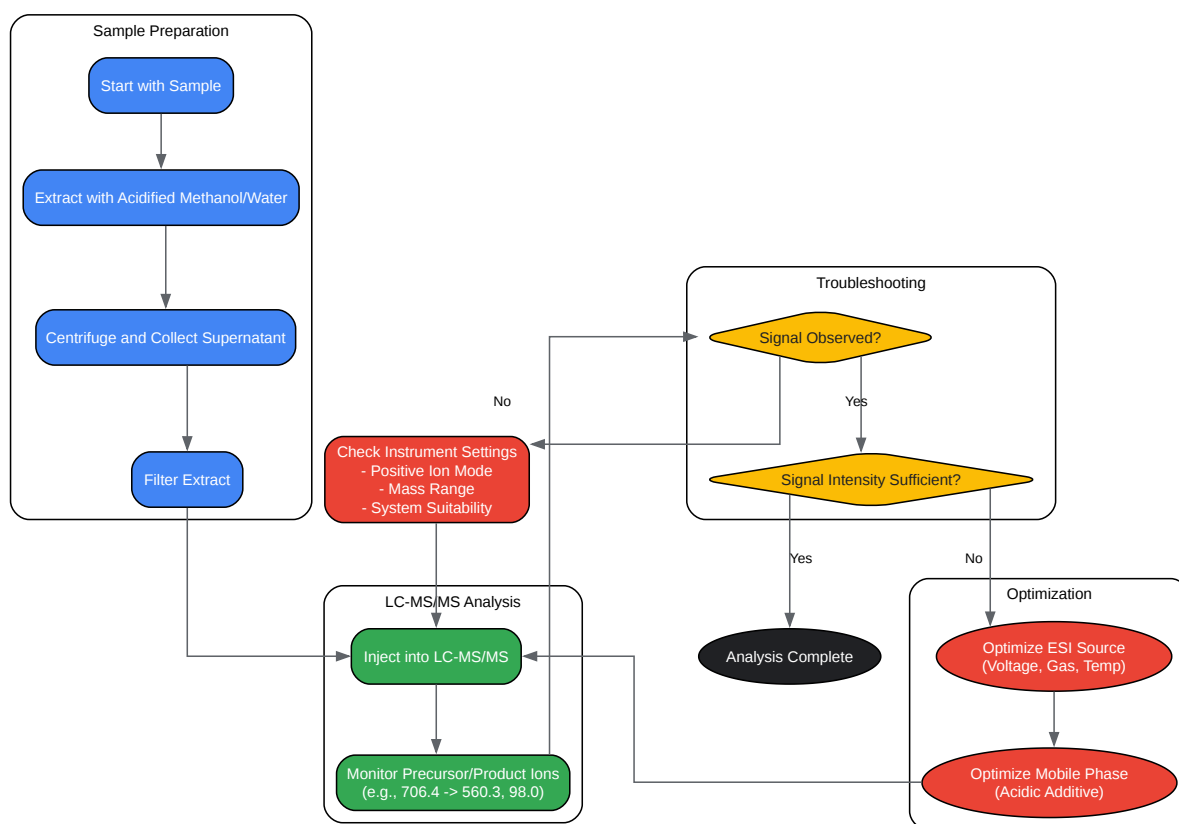 Sample Preparation
Start with Sample
Extract with Acidified Methanol/Water
Centrifuge and Collect Supernatant
Filter Extract
Troubleshooting
Signal Observed?
No
Yes
Check Instrument Settings
- Positive Ion Mode
- Mass Range
- System Suitability
Signal Intensity Sufficient?
Yes
No
LC-MS/MS Analysis
Inject into LC-MS/MS
Monitor Precursor/Product Ions
(e.g., 706.4 -> 560.3, 98.0)
Analysis Complete
Optimization
Optimize ESI Source
(Voltage, Gas, Temp)
Optimize Mobile Phase
(Acidic Additive)